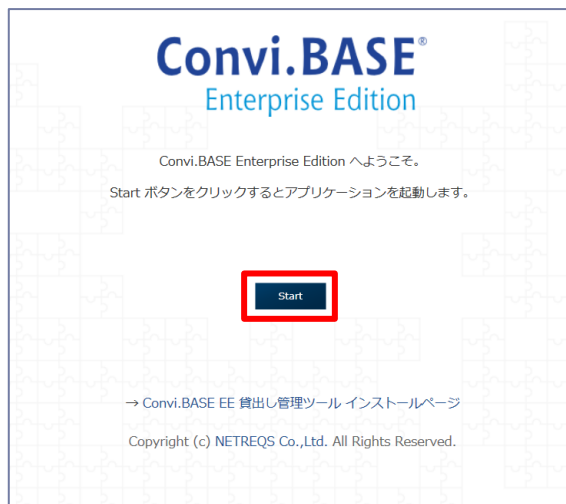 Convi.BASE®
Enterprise Edition
Convi.BASE Enterprise Edition へようこそ。
Start ボタンをクリックするとアプリケーションを起動します。
Start
→ Convi.BASE EE 貸出し管理ツール インストールページ
Copyright (c) NETREQS Co.,Ltd. All Rights Reserved.